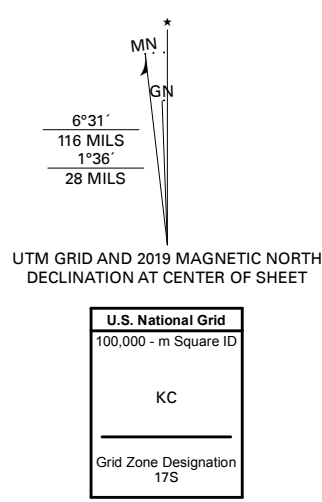 MN
GN
6°31´
116 MILS
1°36´
28 MILS
UTM GRID AND 2019 MAGNETIC NORTH
DECLINATION AT CENTER OF SHEET
U.S. National Grid
100,000 - m Square ID
KC
Grid Zone Designation
17S